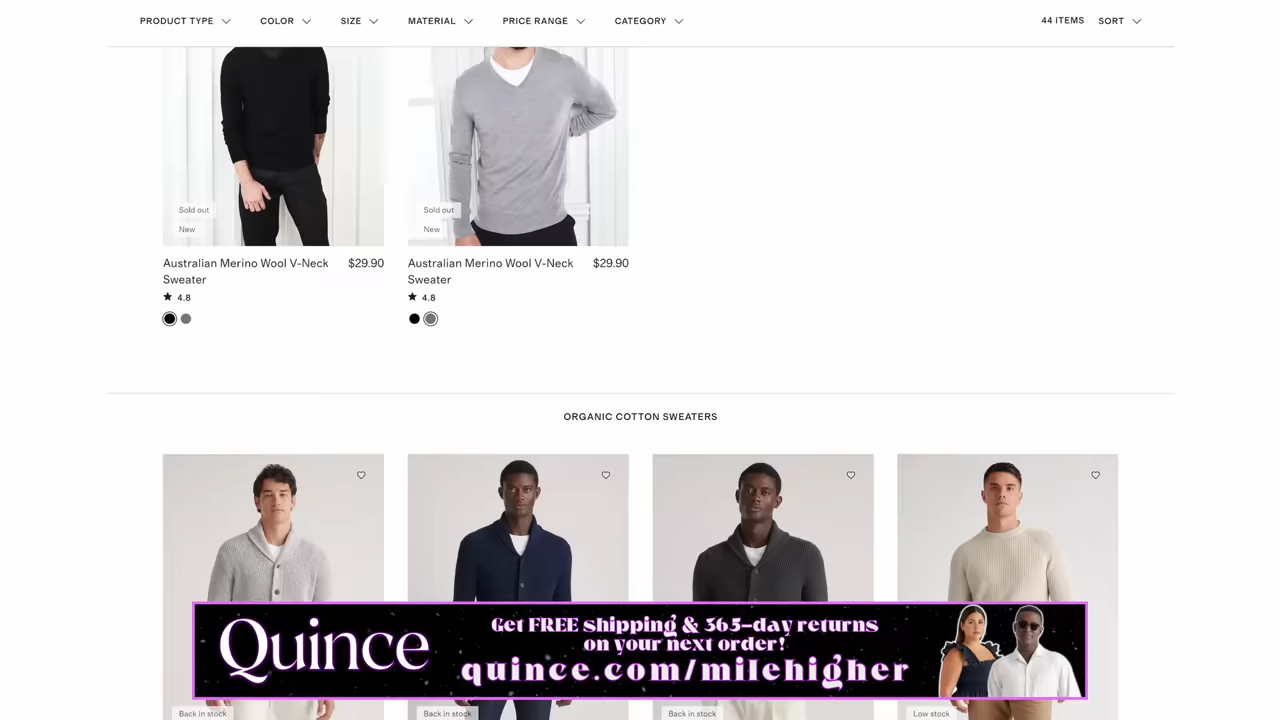 PRODUCT TYPE COLOR SIZE MATERIAL PRICE RANGE CATEGORY 44 ITEMS SORT
Sold out
New
Sold out
New
Australian Merino Wool V-Neck Sweater $29.90
4.8
Australian Merino Wool V-Neck Sweater $29.90
4.8
ORGANIC COTTON SWEATERS
Quince
Get FREE shipping & 365-day returns
on your next order!
quince.com/milehigher
Back in stock
Back in stock
Back in stock
Low stock